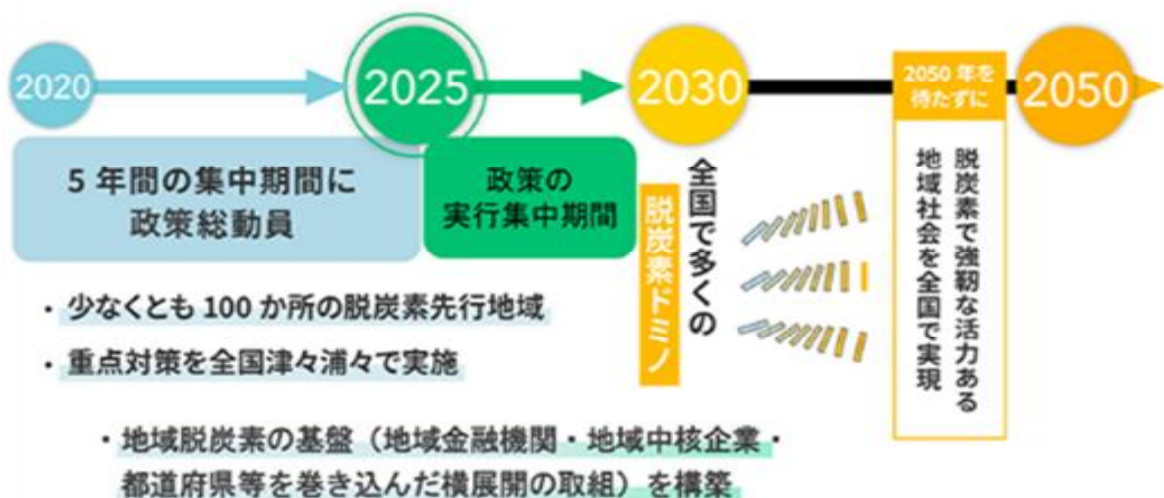 2020
2025
2030
2050年を
待たずに
2050
5年間の集中期間に
政策総動員
政策の
実行集中期間
全国で多くの
脱炭素ドミノ
脱炭素で強靭な活力ある
地域社会を全国で実現
・少なくとも100か所の脱炭素先行地域
・重点対策を全国津々浦々で実施
・地域脱炭素の基盤（地域金融機関・地域中核企業・
都道府県等を巻き込んだ横展開の取組）を構築